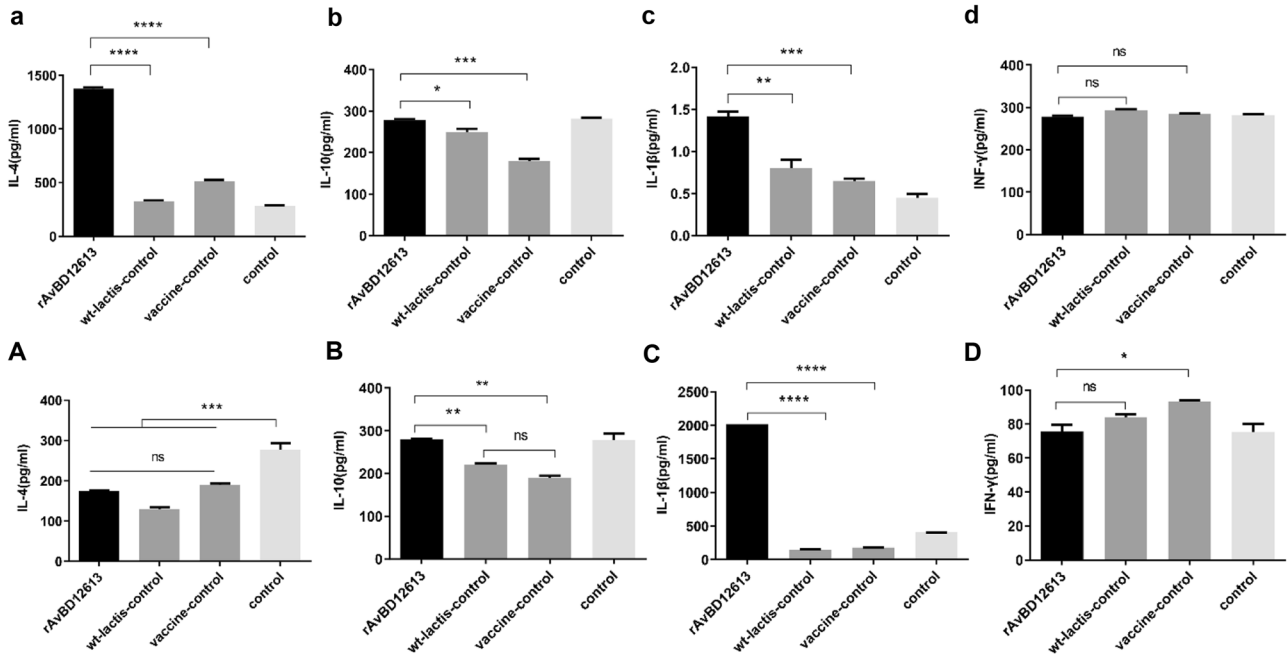 a
****
****
1500
1000
500
0
IL-4(pg/ml)
rAvBD12613
wt-lactis-control
vaccine-control
control
b
***
*
400
300
200
100
0
IL-10(pg/ml)
rAvBD12613
wt-lactis-control
vaccine-control
control
c
***
**
2.0
1.5
1.0
0.5
0.0
IL-1β(pg/ml)
rAvBD12613
wt-lactis-control
vaccine-control
control
d
ns
ns
400
300
200
100
0
INF-γ(pg/ml)
rAvBD12613
wt-lactis-control
vaccine-control
control
A
***
ns
400
300
200
100
0
IL-4(pg/ml)
rAvBD12613
wt-lactis-control
vaccine-control
control
B
**
**
ns
400
300
200
100
0
IL-10(pg/ml)
rAvBD12613
wt-lactis-control
vaccine-control
control
C
****
****
2500
2000
1500
1000
500
0
IL-1β(pg/ml)
rAvBD12613
wt-lactis-control
vaccine-control
control
D
*
ns
100
80
60
40
20
0
IFN-γ(pg/ml)
rAvBD12613
wt-lactis-control
vaccine-control
control